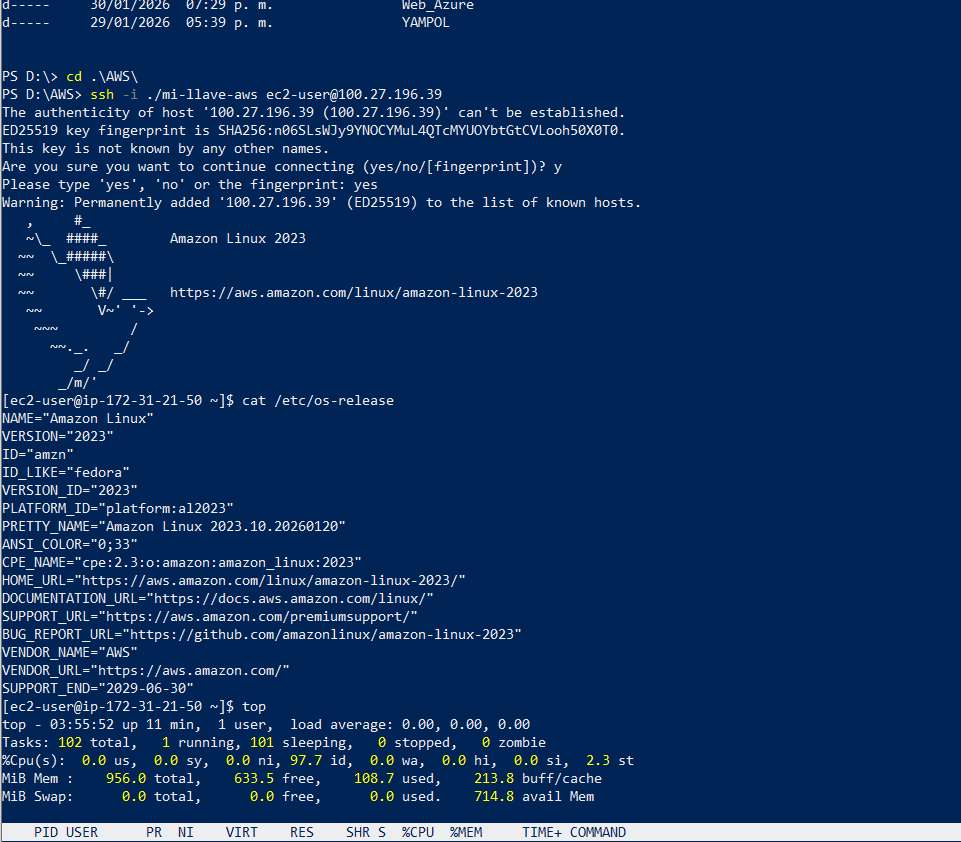 d-----     30/01/2026  07:29 p. m.                Web_Azure
d-----     29/01/2026  05:39 p. m.                YAMPOL
PS D:\> cd .\AWS\
PS D:\AWS> ssh -i ./mi-llave-aws ec2-user@100.27.196.39
The authenticity of host '100.27.196.39 (100.27.196.39)' can't be established.
ED25519 key fingerprint is SHA256:n06SLsWJy9YNOCYMuL4QTcMYUOYbtGtCVLooh50X0T0.
This key is not known by any other names.
Are you sure you want to continue connecting (yes/no/[fingerprint])? y
Please type 'yes', 'no' or the fingerprint: yes
Warning: Permanently added '100.27.196.39' (ED25519) to the list of known hosts.
   ,     #_
   ~\_  ####_        Amazon Linux 2023
  ~~  \_#####\
  ~~     \###|
  ~~       \#/ ___   https://aws.amazon.com/linux/amazon-linux-2023
   ~~       V~' '->
    ~~~         /
      ~~._.   _/
         _/ _/
       _/m/'
[ec2-user@ip-172-31-21-50 ~]$ cat /etc/os-release
NAME="Amazon Linux"
VERSION="2023"
ID="amzn"
ID_LIKE="fedora"
VERSION_ID="2023"
PLATFORM_ID="platform:al2023"
PRETTY_NAME="Amazon Linux 2023.10.20260120"
ANSI_COLOR="0;33"
CPE_NAME="cpe:2.3:o:amazon:amazon_linux:2023"
HOME_URL="https://aws.amazon.com/linux/amazon-linux-2023/"
DOCUMENTATION_URL="https://docs.aws.amazon.com/linux/"
SUPPORT_URL="https://aws.amazon.com/premiumsupport/"
BUG_REPORT_URL="https://github.com/amazonlinux/amazon-linux-2023"
VENDOR_NAME="AWS"
VENDOR_URL="https://aws.amazon.com/"
SUPPORT_END="2029-06-30"
[ec2-user@ip-172-31-21-50 ~]$ top
top - 03:55:52 up 11 min,  1 user,  load average: 0.00, 0.00, 0.00
Tasks: 102 total,   1 running, 101 sleeping,   0 stopped,   0 zombie
%Cpu(s):  0.0 us,  0.0 sy,  0.0 ni, 97.7 id,  0.0 wa,  0.0 hi,  0.0 si,  2.3 st
MiB Mem :    956.0 total,    633.5 free,    108.7 used,    213.8 buff/cache
MiB Swap:      0.0 total,      0.0 free,      0.0 used.    714.8 avail Mem
    PID USER      PR  NI    VIRT    RES    SHR S  %CPU  %MEM     TIME+ COMMAND